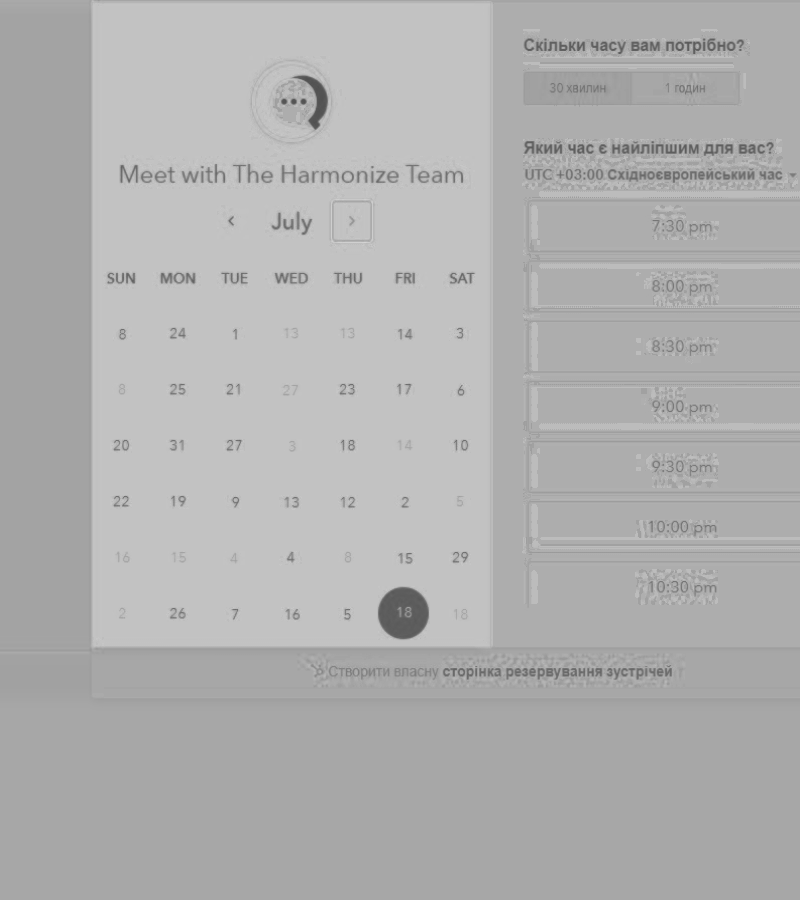 Meet with The Harmonize Team
July
SUN MON TUE WED THU FRI SAT
8 24 1 13 13 14 3
8 25 21 27 23 17 6
20 31 27 3 18 14 10
22 19 9 13 12 2 5
16 15 4 4 8 15 29
2 26 7 16 5 18 18
Скільки часу вам потрібно?
30 хвилин 1 годин
Який час є найліпшим для вас?
UTC +03:00 Східноєвропейський час
7:30 pm
8:00 pm
8:30 pm
9:00 pm
9:30 pm
10:00 pm
10:30 pm
Створити власну сторінка резервування зустрічей